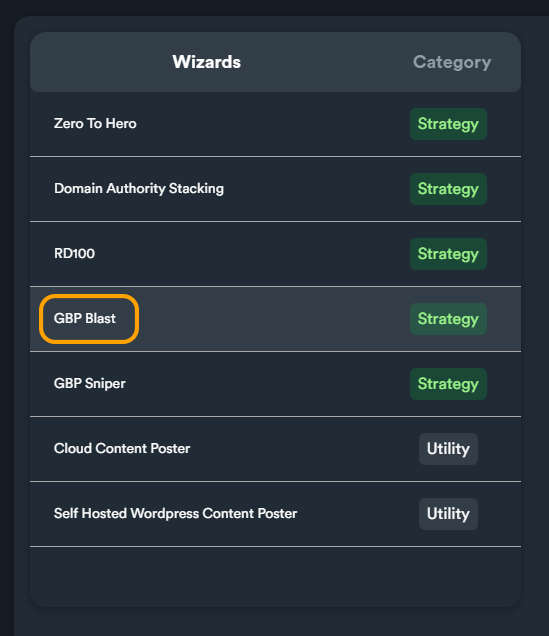 Wizards Category
Zero To Hero Strategy
Domain Authority Stacking Strategy
RD100 Strategy
GBP Blast Strategy
GBP Sniper Strategy
Cloud Content Poster Utility
Self Hosted Wordpress Content Poster Utility